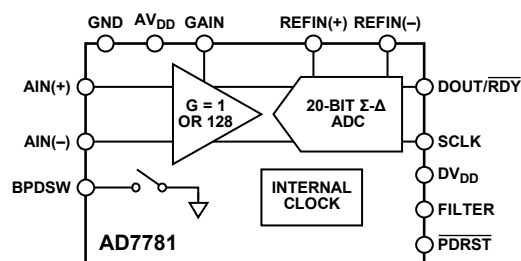 GND AVDD GAIN REFIN(+) REFIN(–)
AIN(+)
AIN(–)
BPDSW
G = 1
OR 128
20-BIT Σ-Δ
ADC
INTERNAL
CLOCK
DOUT/RDY
SCLK
DVDD
FILTER
PDRST
AD7781